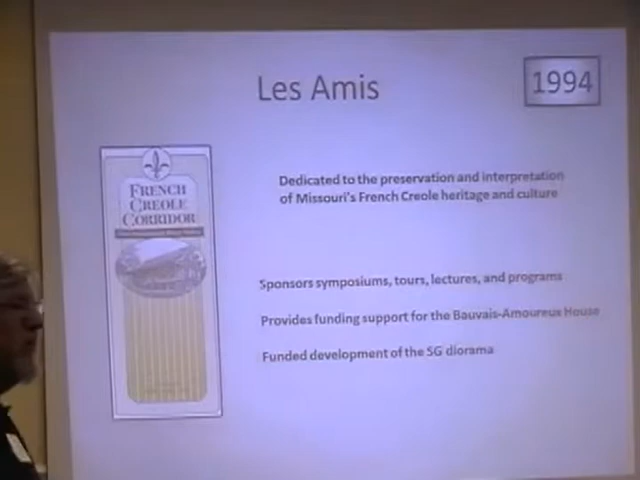 Les Amis
1994
FRENCH
CREOLE
CORRIDOR
Dedicated to the preservation and interpretation
of Missouri's French Creole heritage and culture
Sponsors symposiums, tours, lectures, and programs
Provides funding support for the Bauvais-Amoureux House
Funded development of the SG diorama